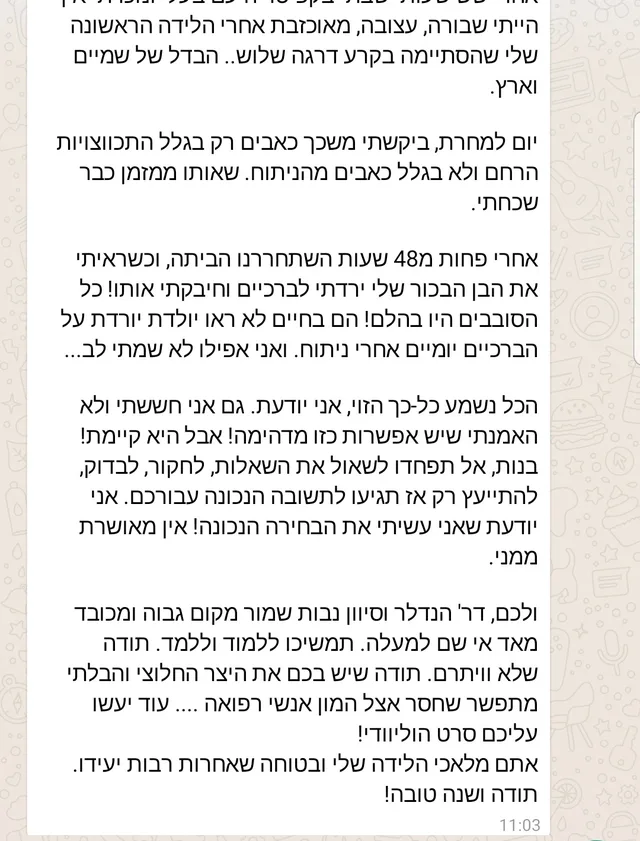 הייתי שבורה, עצובה, מאוכזבת אחרי הלידה הראשונה
שלי שהסתיימה בקרע דרגה שלוש.. הבדל של שמיים
וארץ.
יום למחרת, ביקשתי משכך כאבים רק בגלל התכווצויות
הרחם ולא בגלל כאבים מהניתוח. שאותו ממזמן כבר
שכחתי.
אחרי פחות מ48 שעות השתחררנו הביתה, וכשראיתי
את הבן הבכור שלי ירדתי לברכיים וחיבקתי אותו! כל
הסובבים היו בהלם! הם בחיים לא ראו יולדת יורדת על
הברכיים יומיים אחרי ניתוח. ואני אפילו לא שמתי לב...
הכל נשמע כל-כך הזוי, אני יודעת. גם אני חששתי ולא
האמנתי שיש אפשרות כזו מדהימה! אבל היא קיימת!
בנות, אל תפחדו לשאול את השאלות, לחקור, לבדוק,
להתייעץ רק אז תגיעו לתשובה הנכונה עבורכם. אני
יודעת שאני עשיתי את הבחירה הנכונה! אין מאושרת
ממני.
ולכם, דר' הנדלר וסיוון נבות שמור מקום גבוה ומכובד
מאד אי שם למעלה. תמשיכו ללמוד וללמד. תודה
שלא וויתרם. תודה שיש בכם את היצר החלוצי והבלתי
מתפשר שחסר אצל המון אנשי רפואה .... עוד יעשו
עליכם סרט הוליוודי!
אתם מלאכי הלידה שלי ובטוחה שאחרות רבות יעידו.
תודה ושנה טובה!
11:03